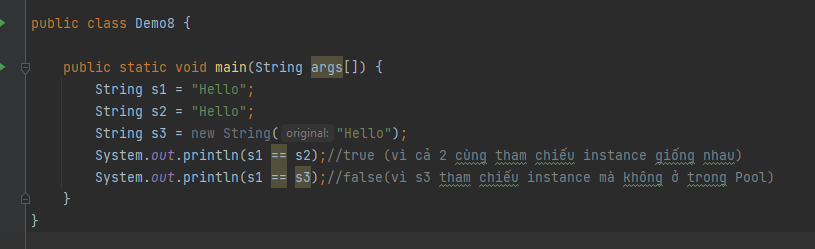 public class Demo8 {
public static void main(String args[]) {
String s1 = "Hello";
String s2 = "Hello";
String s3 = new String( original: "Hello");
System.out.println(s1 == s2);//true (vì cả 2 cùng tham chiếu instance giống nhau)
System.out.println(s1 == s3);//false(vì s3 tham chiếu instance mà không ở trong Pool)
}
}